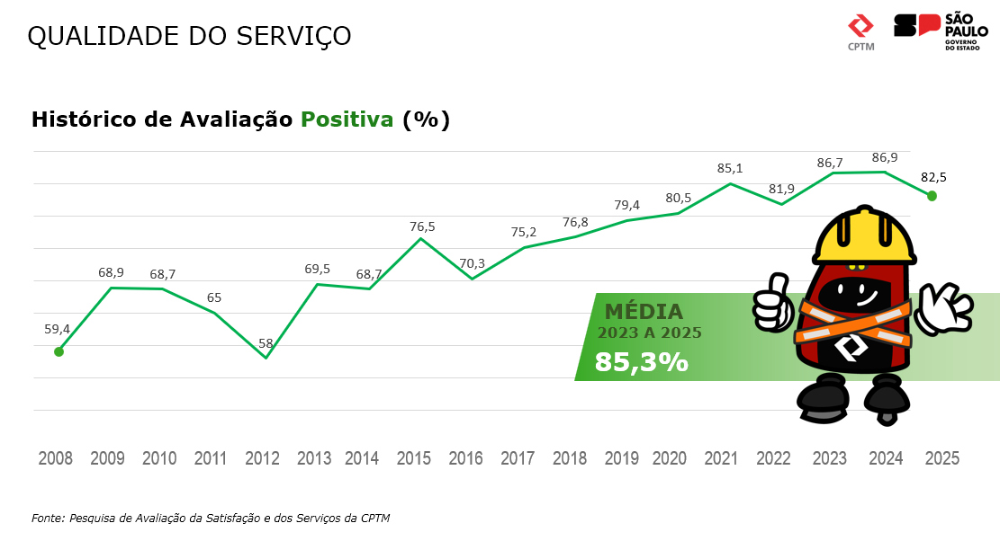 QUALIDADE DO SERVIÇO
CPTM
SP
SÃO
PAULO
GOVERNO
DO ESTADO
Histórico de Avaliação Positiva (%)
59,4
68,9
68,7
65
58
69,5
68,7
76,5
70,3
75,2
76,8
79,4
80,5
85,1
81,9
86,7
86,9
82,5
MÉDIA
2023 A 2025
85,3%
2008 2009 2010 2011 2012 2013 2014 2015 2016 2017 2018 2019 2020 2021 2022 2023 2024 2025
Fonte: Pesquisa de Avaliação da Satisfação e dos Serviços da CPTM